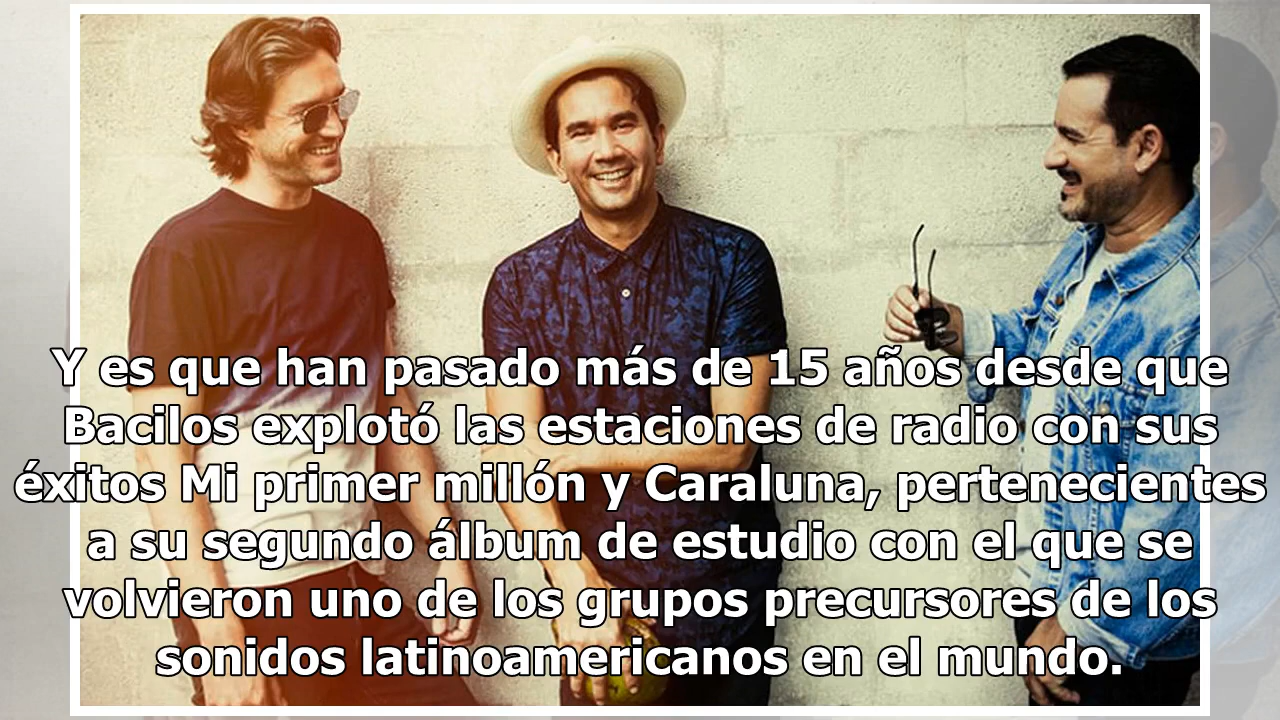 Y es que han pasado más de 15 años desde que
Bacilos explotó las estaciones de radio con sus
éxitos Mi primer millón y Caraluna, pertenecientes
a su segundo álbum de estudio con el que se
volvieron uno de los grupos precursores de los
sonidos latinoamericanos en el mundo.